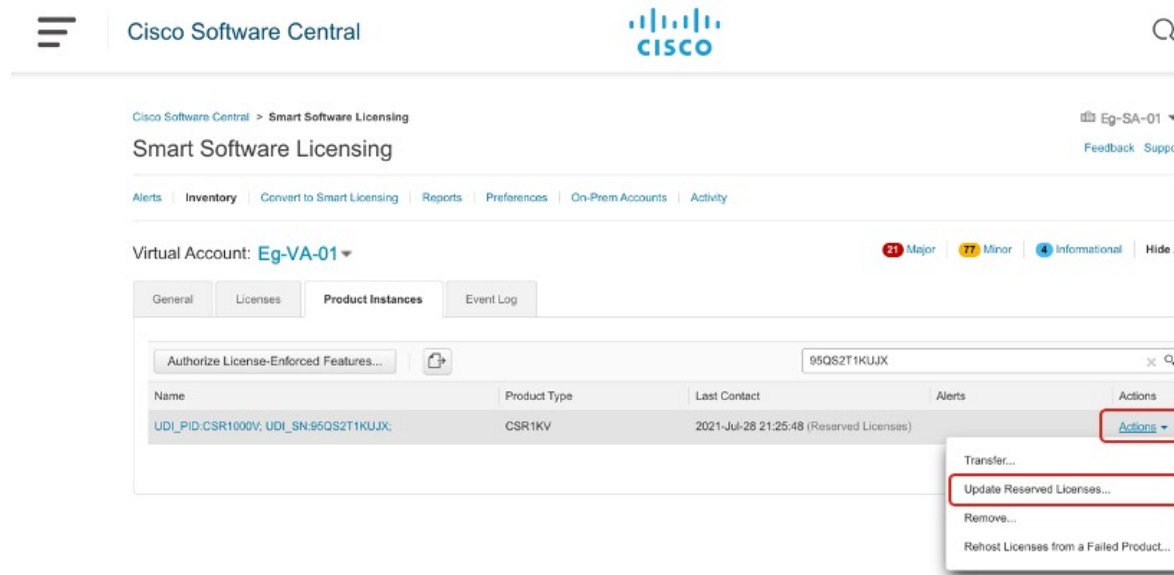 Cisco Software Central
CISCO
Cisco Software Central > Smart Software Licensing
Eg-SA-01
Smart Software Licensing
Feedback
Alerts Inventory Convert to Smart Licensing Reports Preferences On-Prem Accounts Activity
Virtual Account: Eg-VA-01
21 Major 77 Minor 4 Informational Hide
General Licenses Product Instances Event Log
Authorize License-Enforced Features...
95QS2T1KUJX
Name Product Type Last Contact Alerts Actions
UDI_PID:CSR1000V; UDI_SN:95QS2T1KUJX; CSR1KV 2021-Jul-28 21:25:48 (Reserved Licenses) Actions
Transfer...
Update Reserved Licenses...
Remove...
Rehost Licenses from a Failed Product...